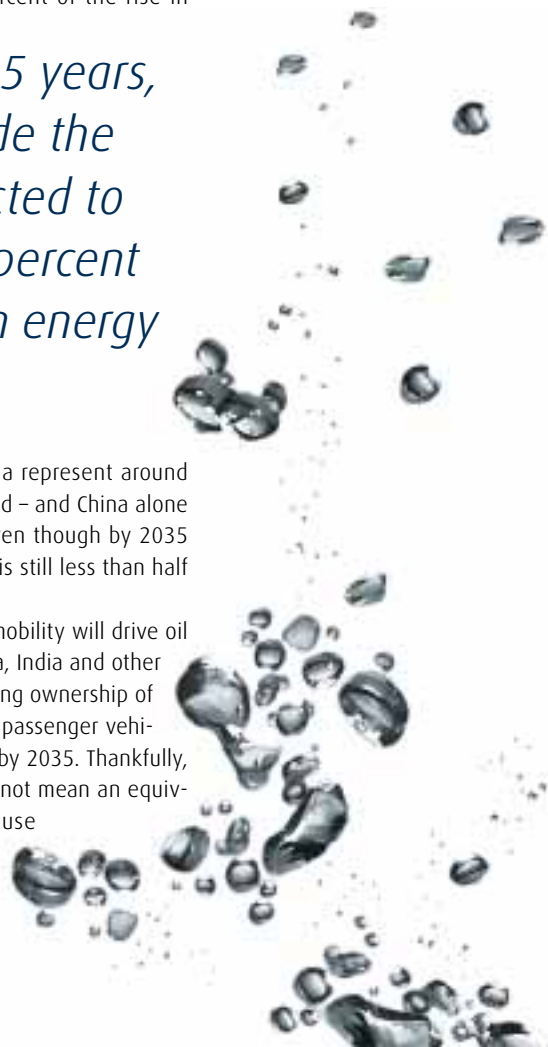 rcent of the rise in
5 years,
de the
cted to
percent
n energy
a represent around
d – and China alone
en though by 2035
is still less than half
mobility will drive oil
a, India and other
ng ownership of
passenger vehi-
by 2035. Thankfully,
not mean an equiv-
use